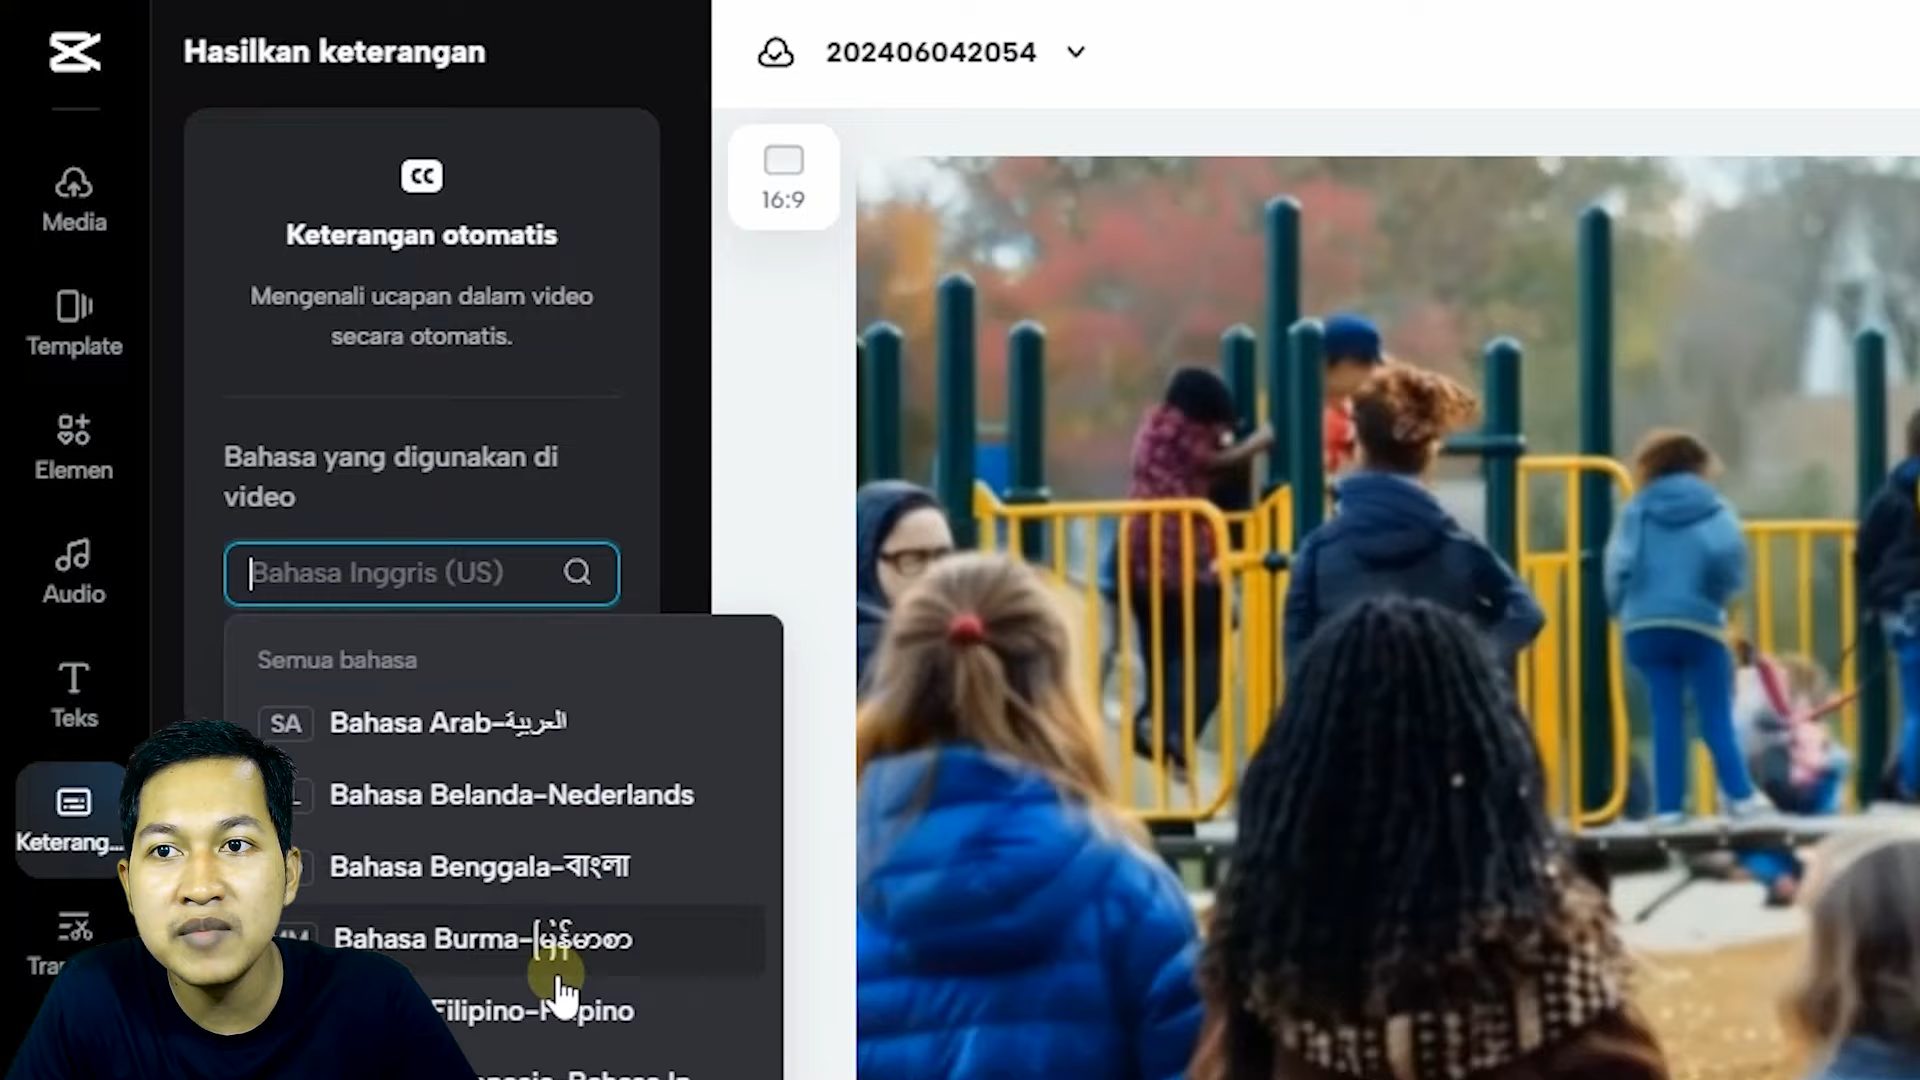 Hasilkan keterangan
202406042054
16:9
CC
Keterangan otomatis
Mengenali ucapan dalam video
secara otomatis.
Bahasa yang digunakan di
video
Bahasa Inggris (US)
Semua bahasa
SA Bahasa Arab-العربية
Bahasa Belanda-Nederlands
Bahasa Benggala-বাংলা
Bahasa Burma-မြန်မာစာ
Media
Template
Elemen
Audio
Teks
Keterang...